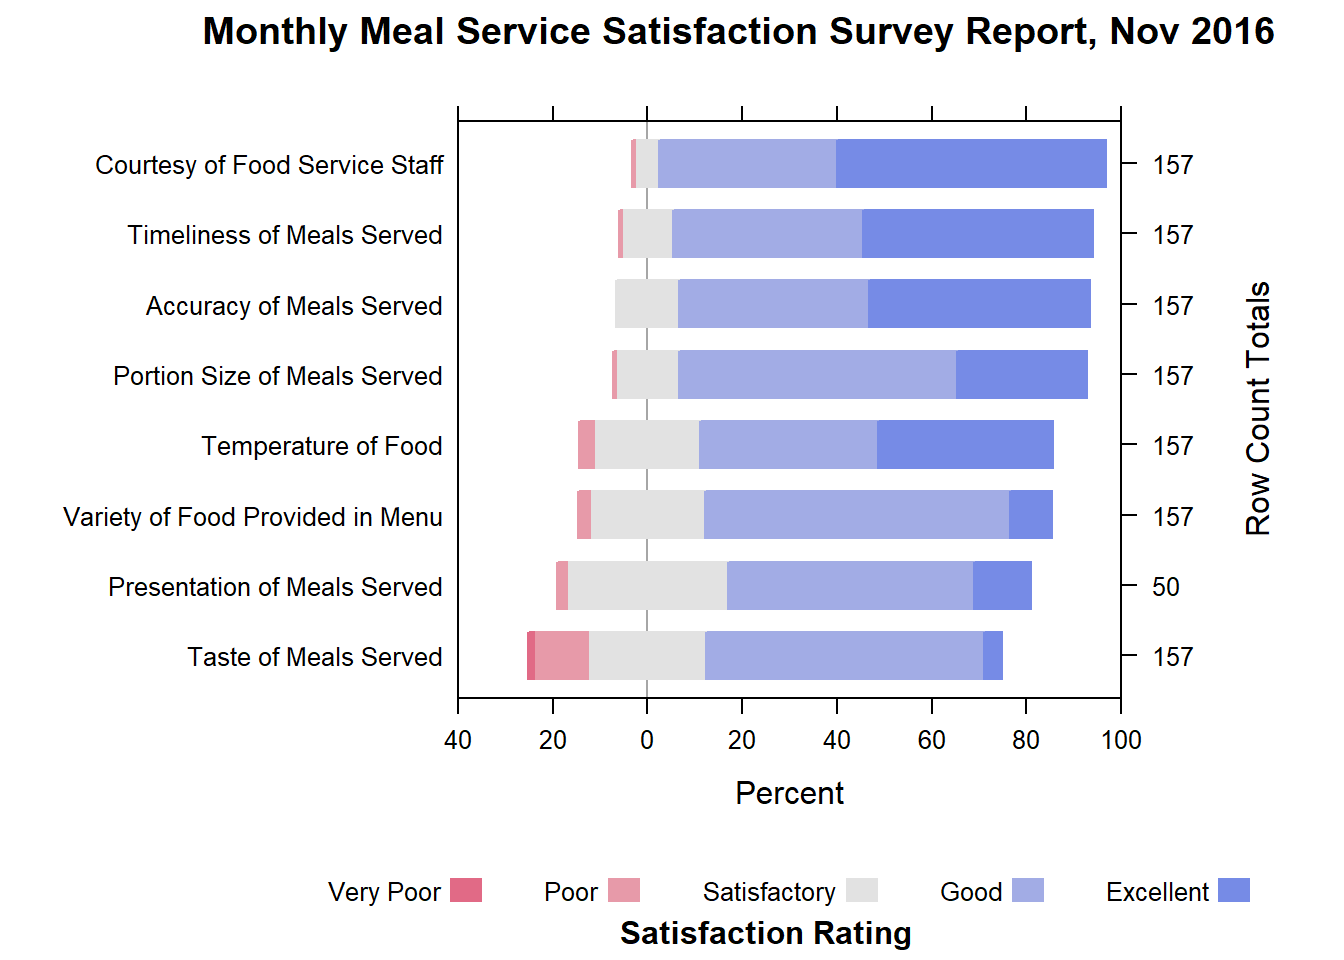 Monthly Meal Service Satisfaction Survey Report, Nov 2016
Courtesy of Food Service Staff 157
Timeliness of Meals Served 157
Accuracy of Meals Served 157
Portion Size of Meals Served 157
Temperature of Food 157
Variety of Food Provided in Menu 157
Presentation of Meals Served 50
Taste of Meals Served 157
Row Count Totals
40 20 0 20 40 60 80 100
Percent
Very Poor Poor Satisfactory Good Excellent
Satisfaction Rating